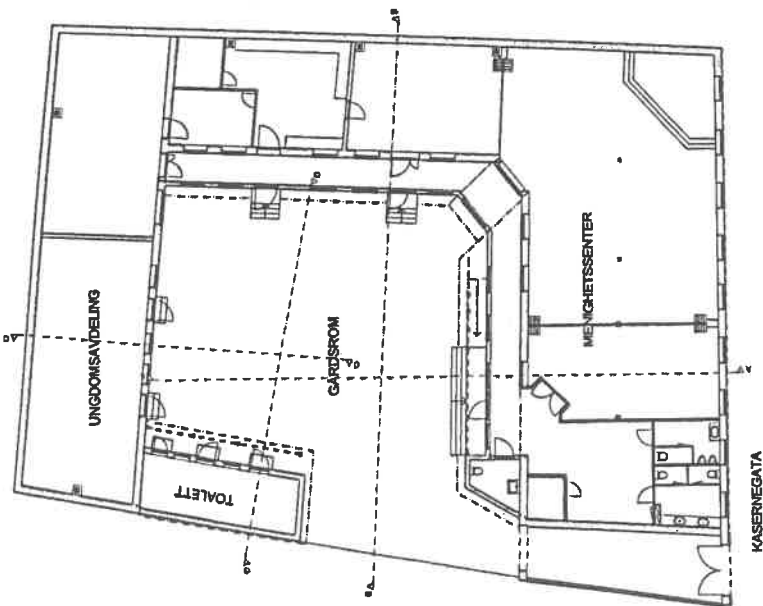 UNGDOMSAVDELING
TOALETT
GÅRDSROM
MENIGHETSSENTER
KASERNEGATA
B
B
D
D
A